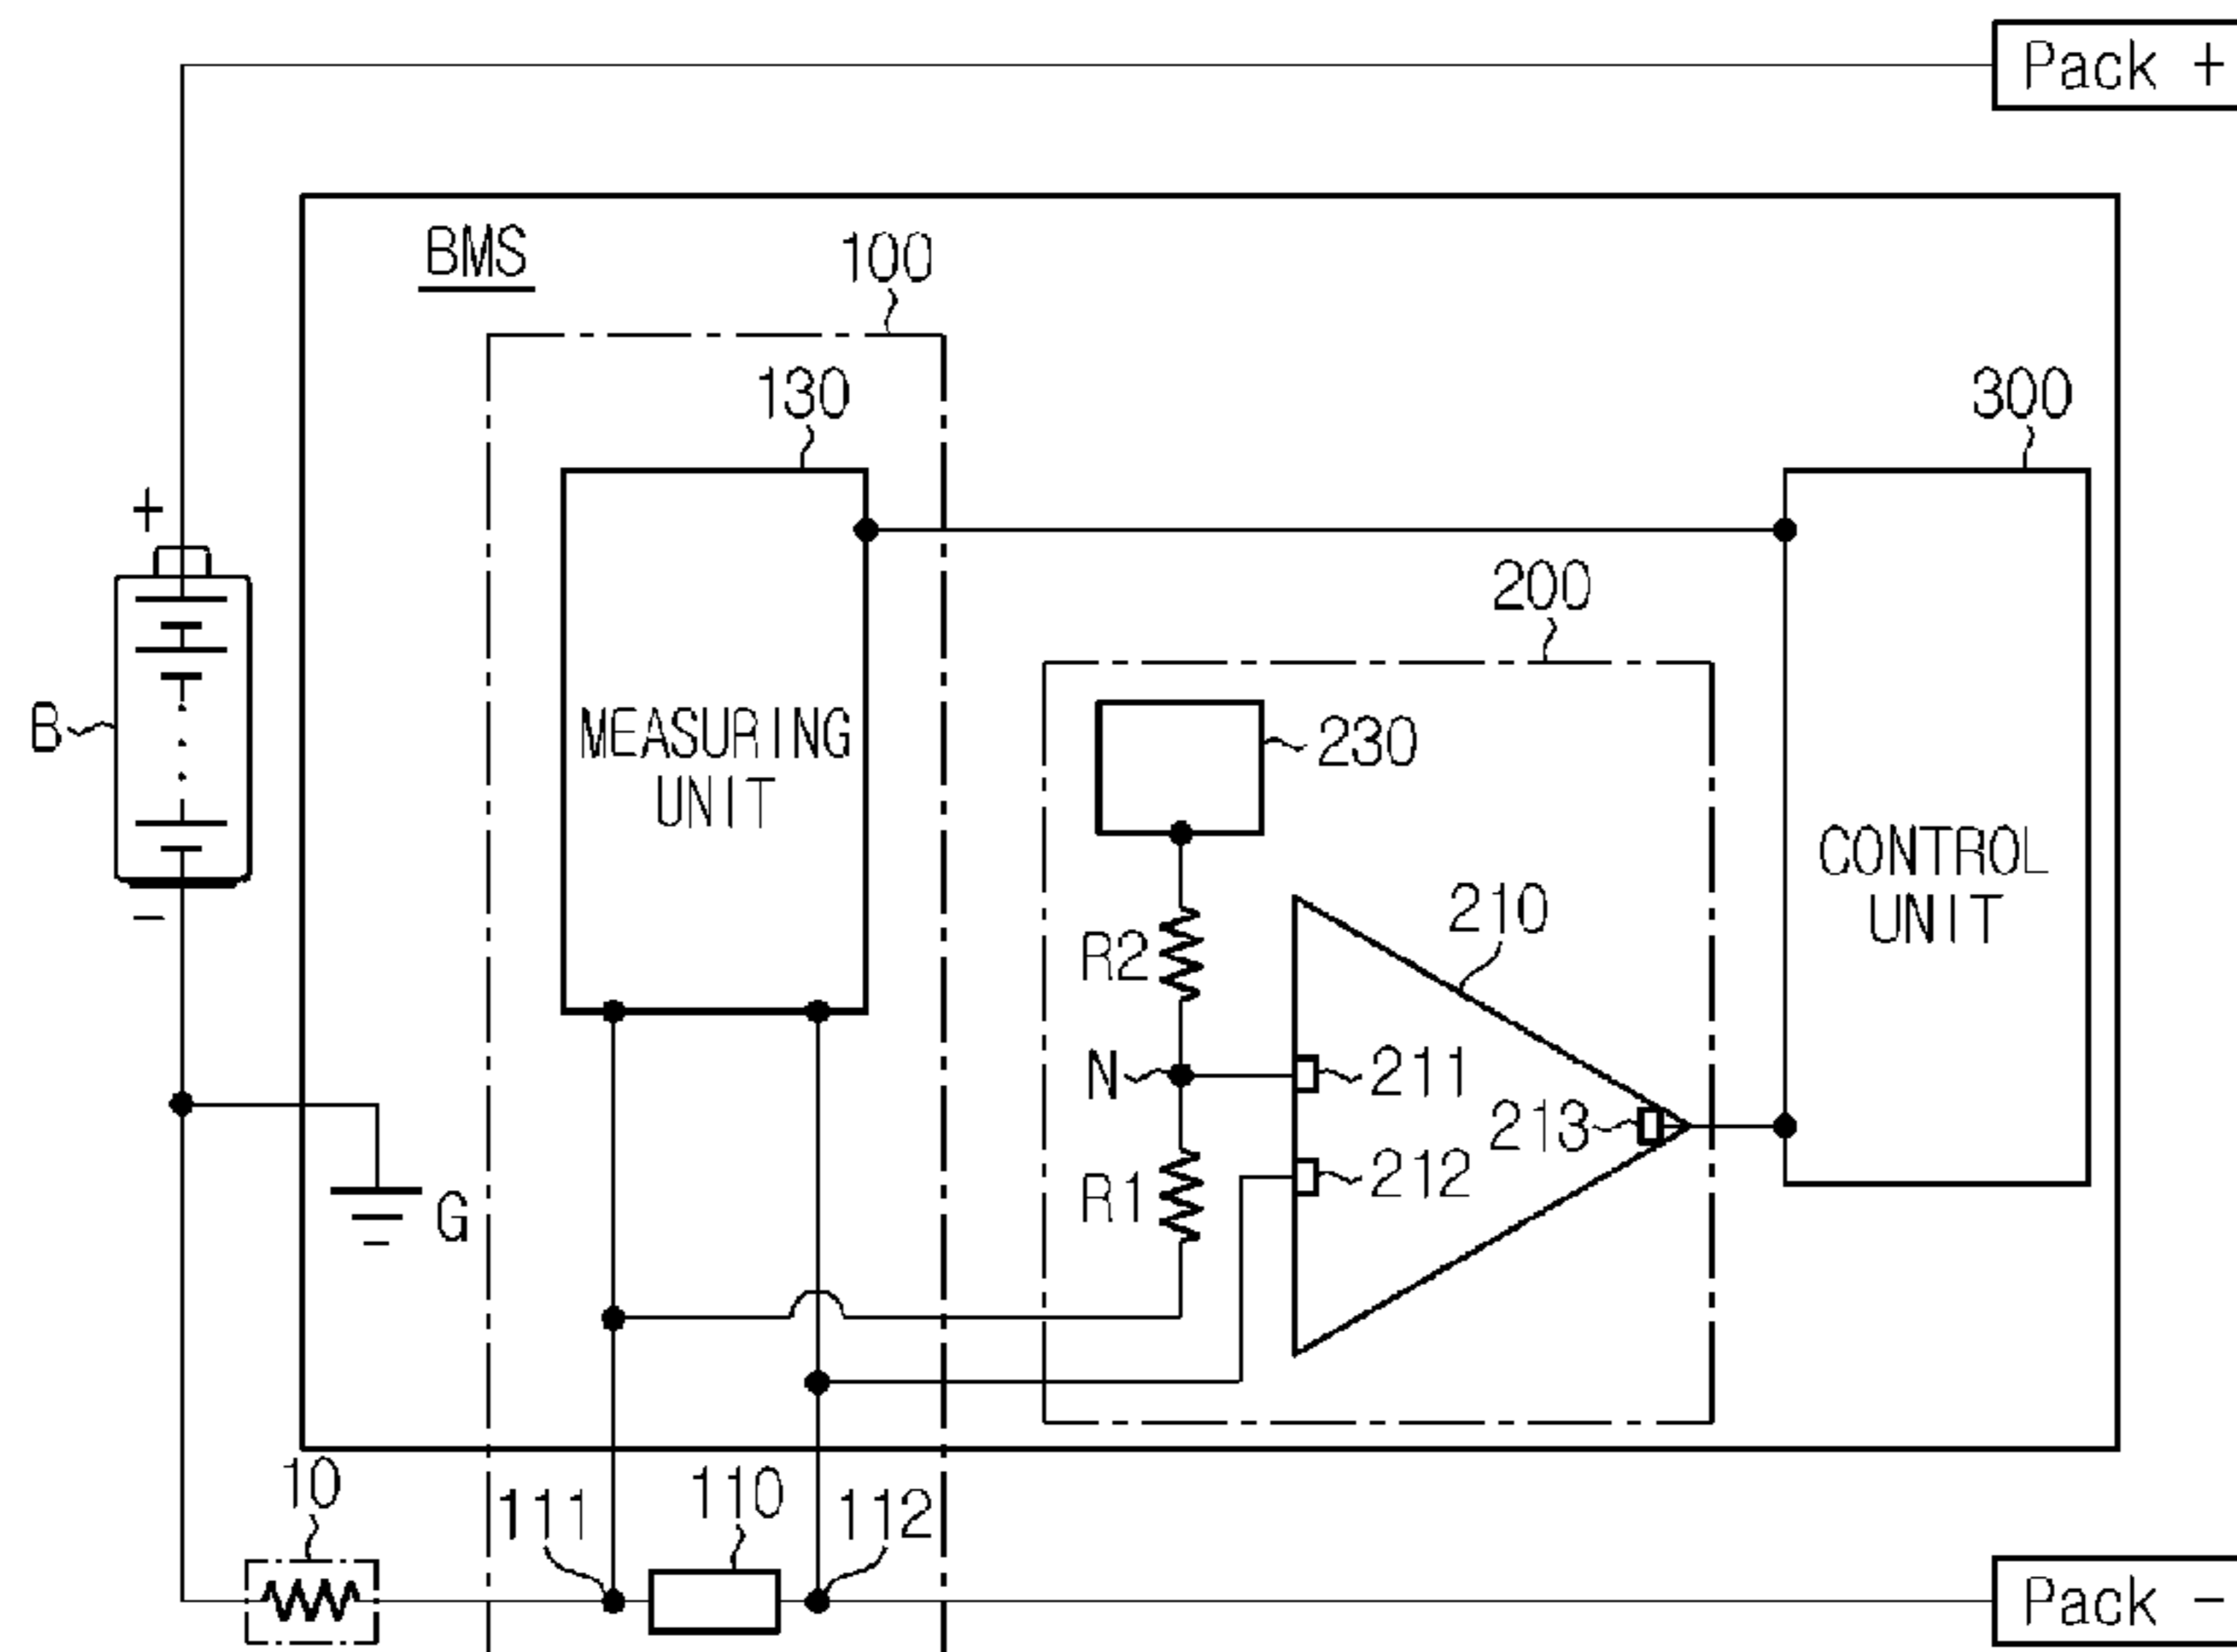 Pack +
BMS
100
130
300
+
200
B
MEASURING
UNIT
230
CONTROL
UNIT
-
R2
210
N
211
213
212
R1
G
10
111
110
112
Pack -